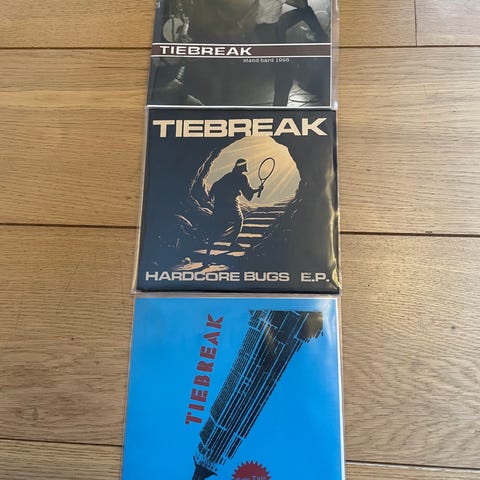 TIEBREAK
stand hard 1998
TIEBREAK
HARDCORE BUGS E.P.
TIEBREAK